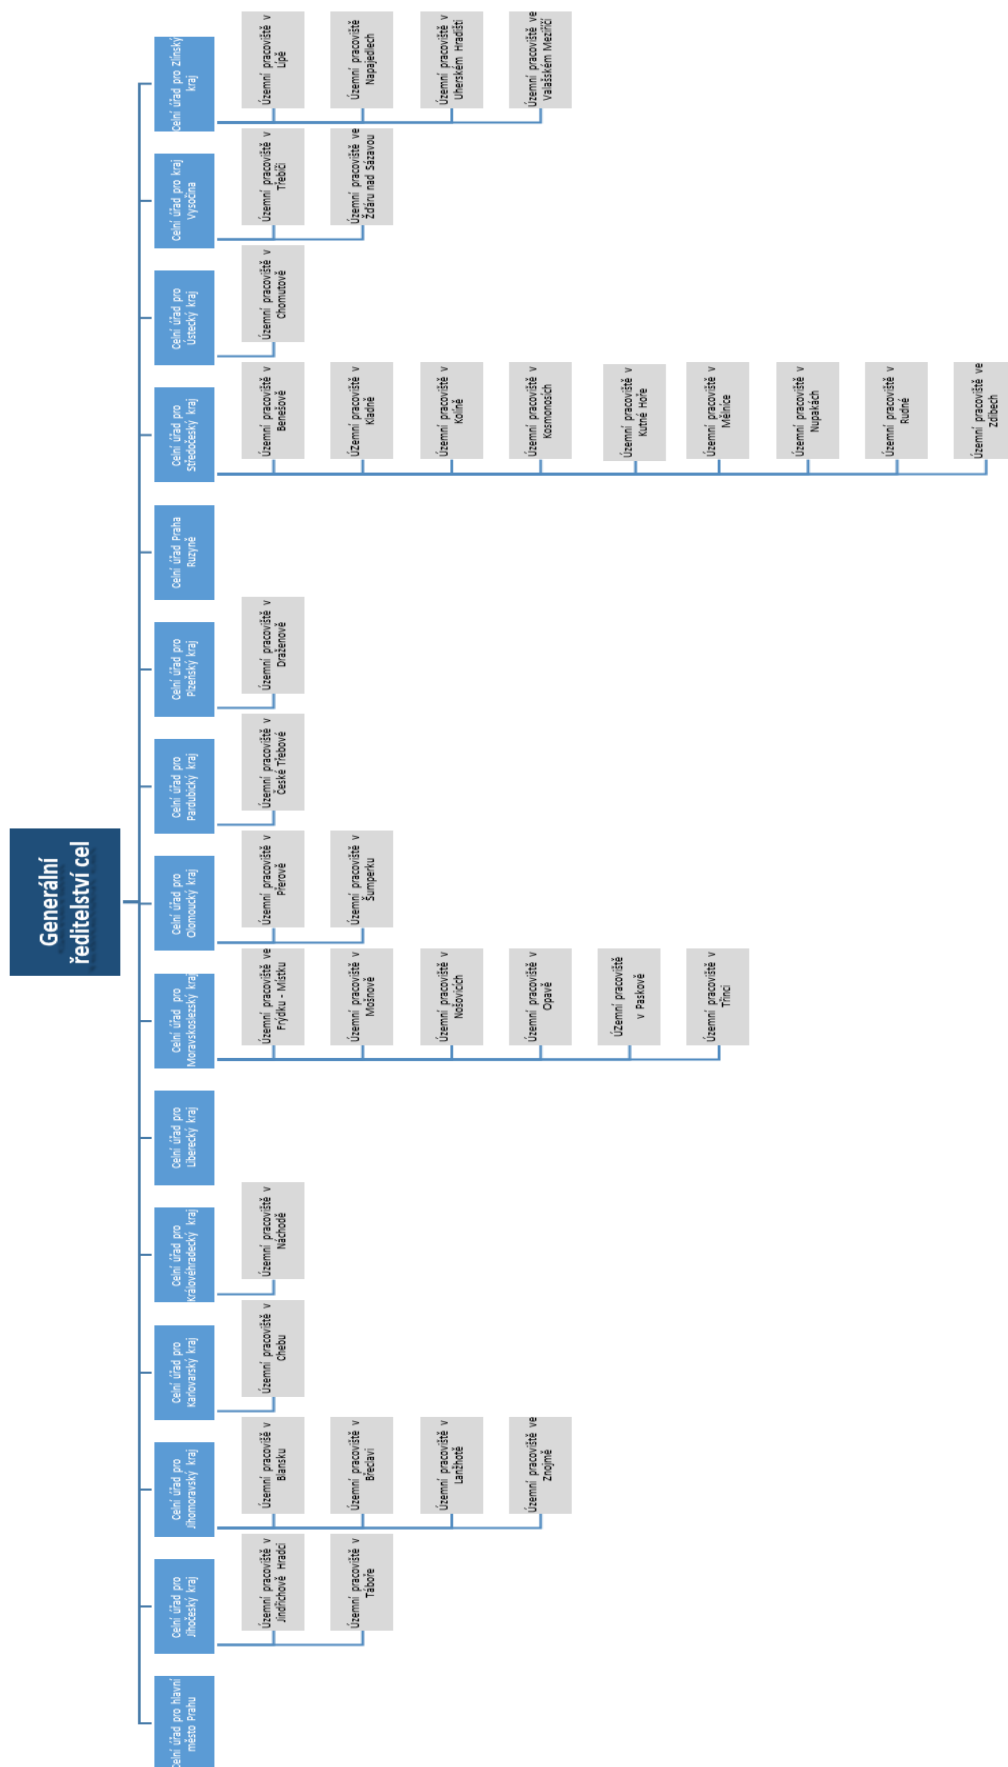 Generální
ředitelství cel
Celní úřad pro hlavní
město Prahu
Celní úřad pro
Jihočeský kraj
Územní pracoviště v
Jindřichově Hradci
Územní pracoviště v
Táboře
Celní úřad pro
Jihomoravský kraj
Územní pracovišě v
Blansku
Územní pracoviště v
Břeclavi
Územní pracoviště v
Lanžhotě
Územní pracoviště ve
Znojmě
Celní úřad pro
Karlovarský kraj
Územní pracoviště v
Chebu
Celní úřad pro
Královéhradecký kraj
Územní pracoviště v
Náchodě
Celní úřad pro
Liberecký kraj
Celní úřad pro
Moravskoslezský kraj
Územní pracoviště ve
Frýdku - Místku
Územní pracoviště v
Mošnově
Územní pracoviště v
Nošovicích
Územní pracoviště v
Opavě
ÚZemní pracoviště
v Paskově
Územní pracoviště v
Třinci
Celní úřad pro
Olomoucký kraj
Územní pracoviště v
Přerově
Územní pracoviště v
Šumperku
Celní úřad pro
Pardubický kraj
Územní pracoviště v
České Třebové
Celní úřad pro
Plzeňský kraj
Územní pracoviště v
Draženově
Celní úřad Praha
Ruzyně
Celní úřad pro
Středočeský kraj
Územní pracoviště v
Benešově
ÚZemní pracoviště v
Kladně
Územní pracoviště v
Kolíně
Územní pracoviště v
Kosmonosích
Územní pracoviště v
Kutné Hoře
Územní pracoviště v
Mělníce
Územní pracoviště v
Nupakách
Územní pracoviště v
Rudné
Územní pracoviště ve
Zdibech
Celní úřad pro
Ústecký kraj
Územní pracoviště v
Chomutově
Celní úřad pro kraj
Vysočina
Územní pracoviště v
Třebíči
Územní pracoviště ve
Žďáru nad Sázavou
Celní úřad pro Zlínský
kraj
Územní pracoviště v
Lípě
Územní pracoviště
Napajedlech
Územní pracoviště v
Uherském Hradišti
Územní pracoviště ve
Valašském Meziříčí